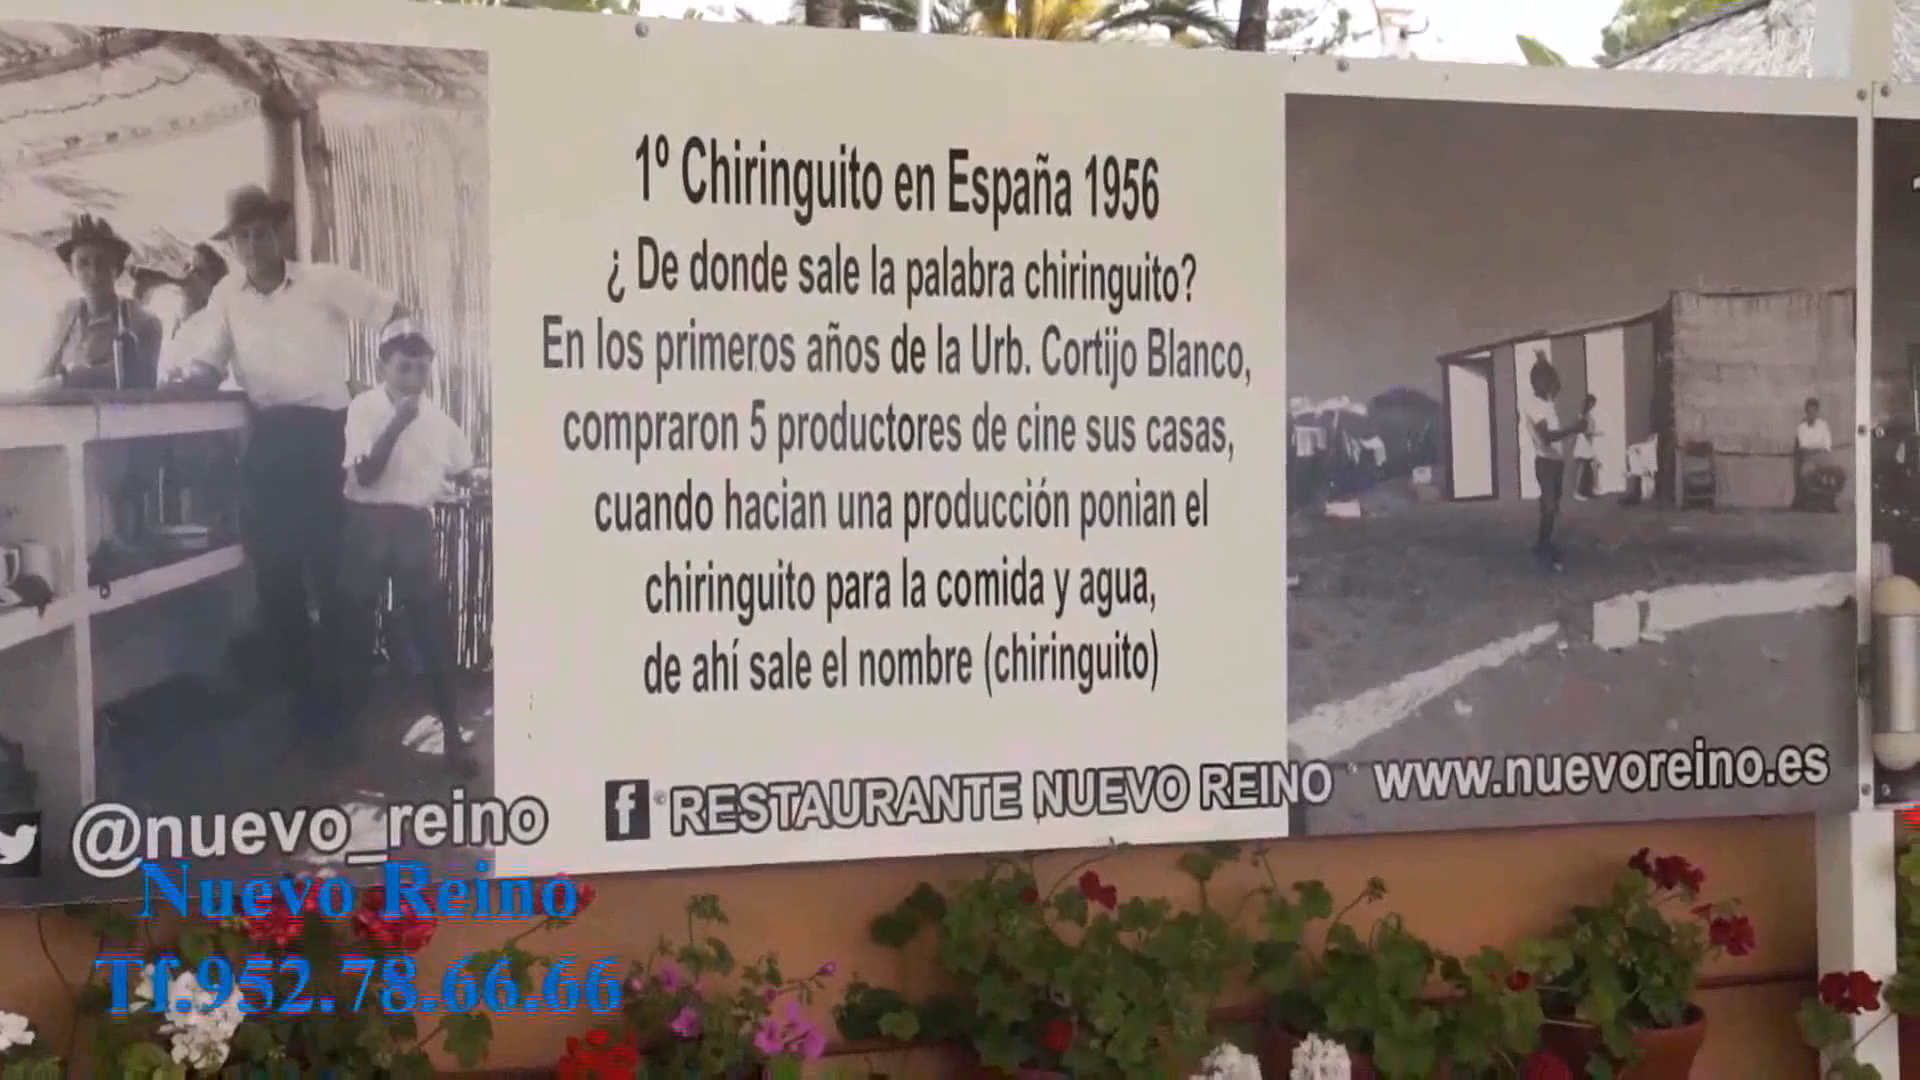 1º Chiringuito en España 1956
¿ De donde sale la palabra chiringuito?
En los primeros años de la Urb. Cortijo Blanco,
compraron 5 productores de cine sus casas,
cuando hacian una producción ponian el
chiringuito para la comida y agua,
de ahí sale el nombre (chiringuito)
@nuevo_reino
f RESTAURANTE NUEVO REINO
www.nuevoreino.es
Nuevo Reino
Tf.952.78.66.66